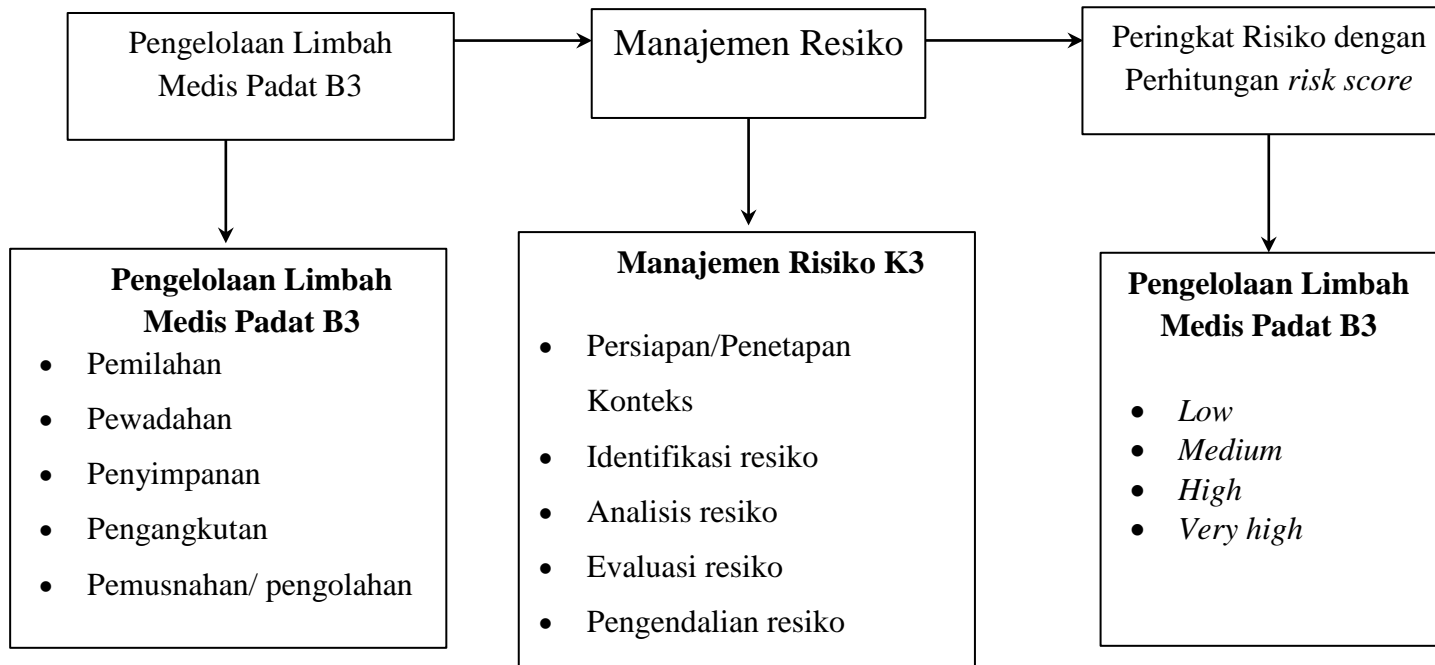 Pengelolaan Limbah
Medis Padat B3
Manajemen Resiko
Peringkat Risiko dengan
Perhitungan risk score
Pengelolaan Limbah
Medis Padat B3
• Pemilahan
• Pewadahan
• Penyimpanan
• Pengangkutan
• Pemusnahan/ pengolahan
Manajemen Risiko K3
• Persiapan/Penetapan
Konteks
• Identifikasi resiko
• Analisis resiko
• Evaluasi resiko
• Pengendalian resiko
Pengelolaan Limbah
Medis Padat B3
• Low
• Medium
• High
• Very high